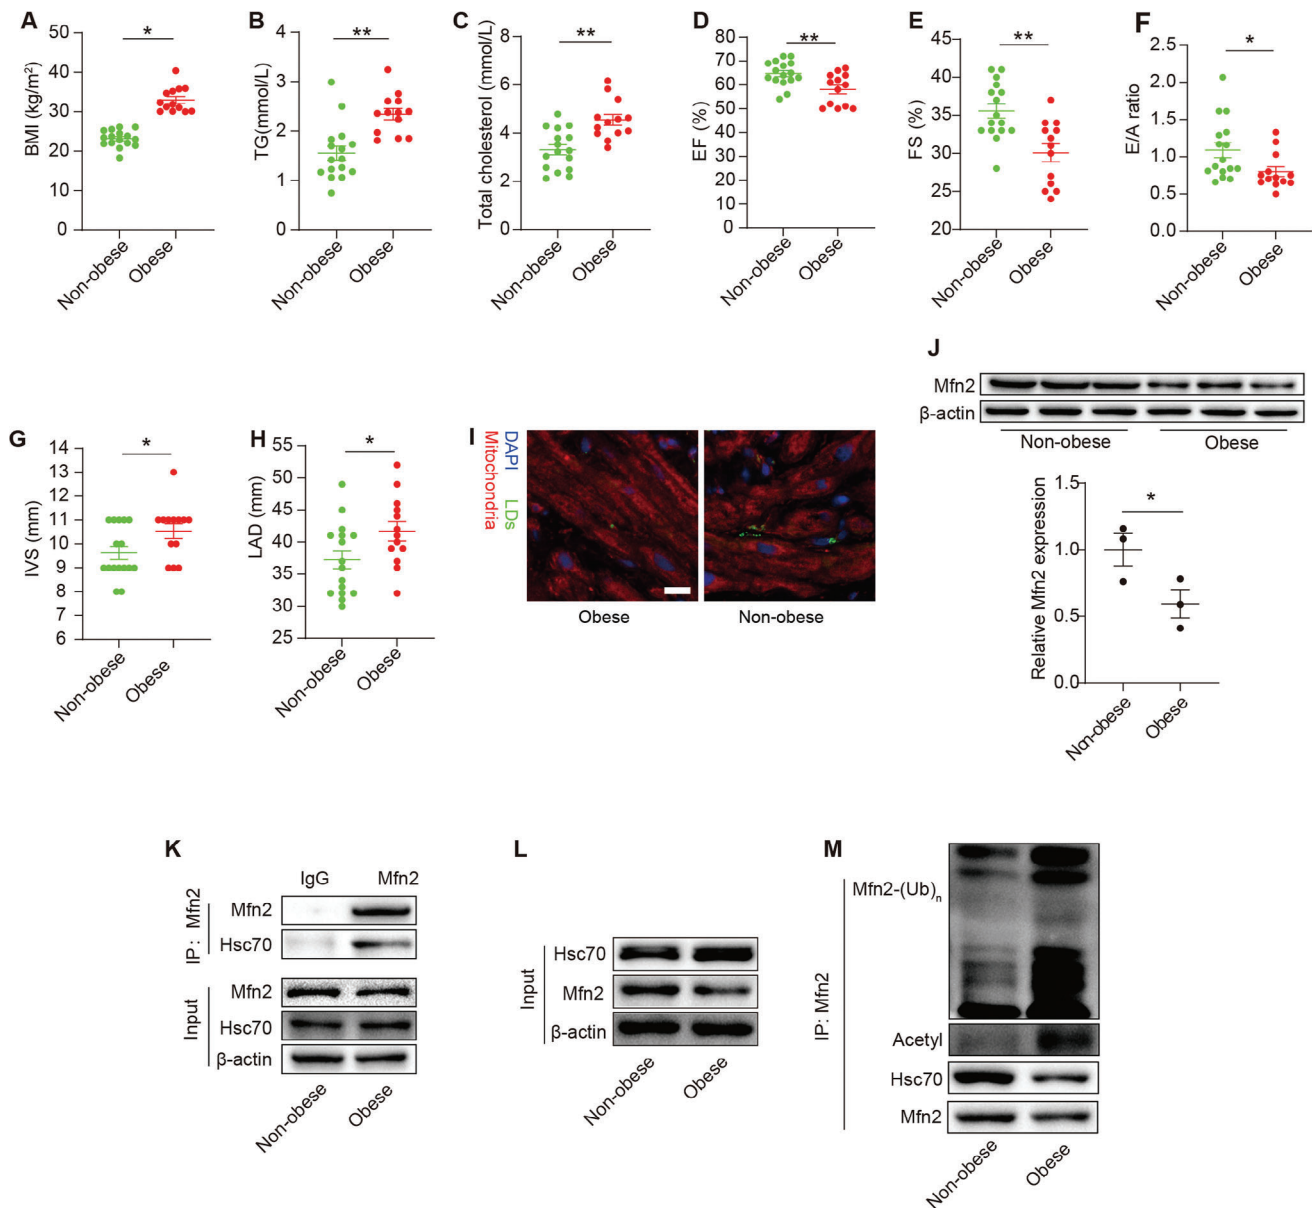 A
BMI (kg/m²)
50
40
30
20
10
0
*
Non-obese
Obese
B
TG(mmol/L)
4
3
2
1
0
**
Non-obese
Obese
C
Total cholesterol (mmol/L)
8
6
4
2
0
**
Non-obese
Obese
D
EF (%)
80
70
60
50
40
30
20
10
0
**
Non-obese
Obese
E
FS (%)
45
40
35
30
25
20
**
Non-obese
Obese
F
E/A ratio
2.5
2.0
1.5
1.0
0.5
0.0
*
Non-obese
Obese
G
IVS (mm)
14
13
12
11
10
9
8
7
6
*
Non-obese
Obese
H
LAD (mm)
55
50
45
40
35
30
25
*
Non-obese
Obese
I
Mitochondria
DAPI LDs
Obese
Non-obese
J
Mfn2
β-actin
Non-obese
Obese
Relative Mfn2 expression
1.5
1.0
0.5
0.0
*
Non-obese
Obese
K
IgG Mfn2
IP: Mfn2
Mfn2
Hsc70
Input
Mfn2
Hsc70
β-actin
Non-obese
Obese
L
Input
Hsc70
Mfn2
β-actin
Non-obese
Obese
M
IP: Mfn2
Mfn2-(Ub)n
Acetyl
Hsc70
Mfn2
Non-obese
Obese